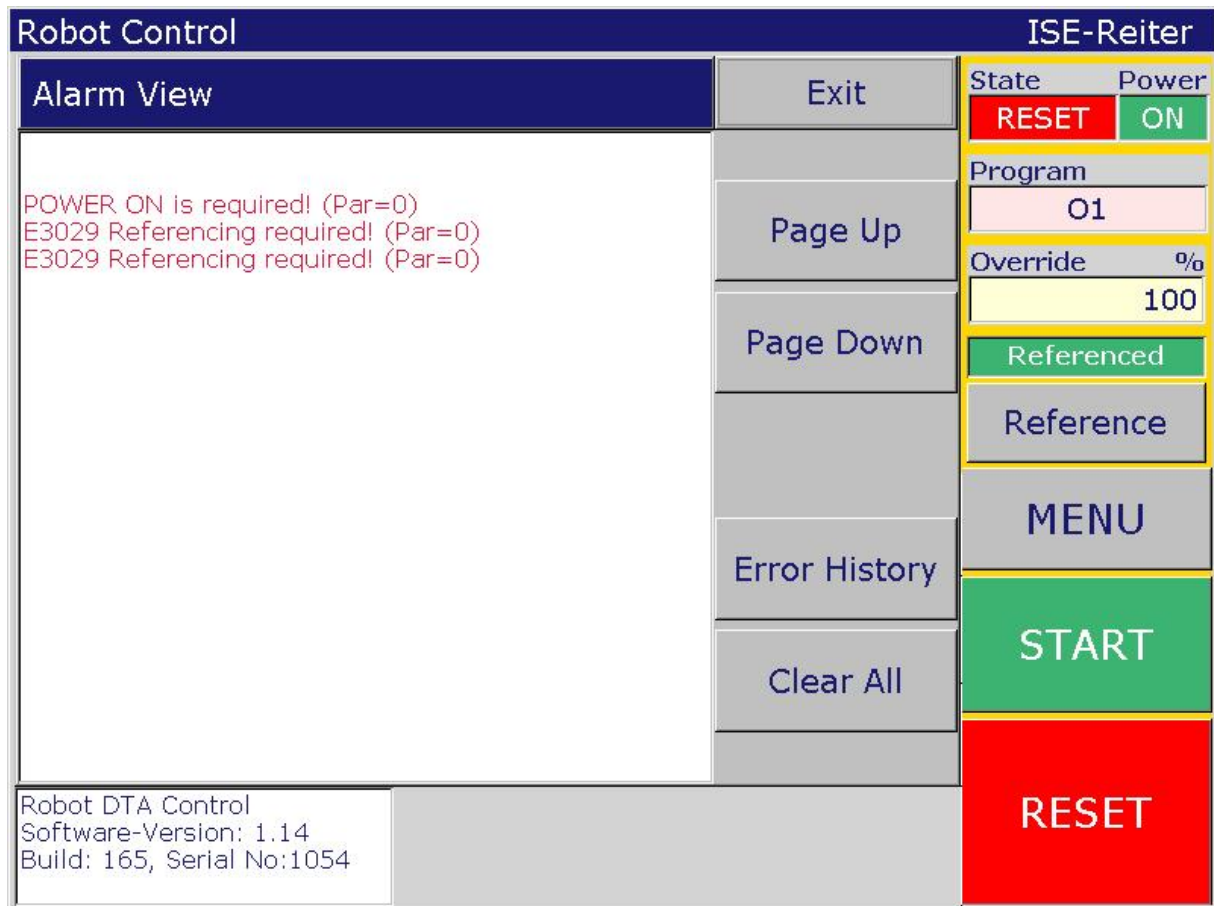 Robot Control
ISE-Reiter
Alarm View
Exit
State Power
RESET ON
POWER ON is required! (Par=0)
E3029 Referencing required! (Par=0)
E3029 Referencing required! (Par=0)
Page Up
Page Down
Error History
Clear All
Program
O1
Override %
100
Referenced
Reference
MENU
START
RESET
Robot DTA Control
Software-Version: 1.14
Build: 165, Serial No:1054